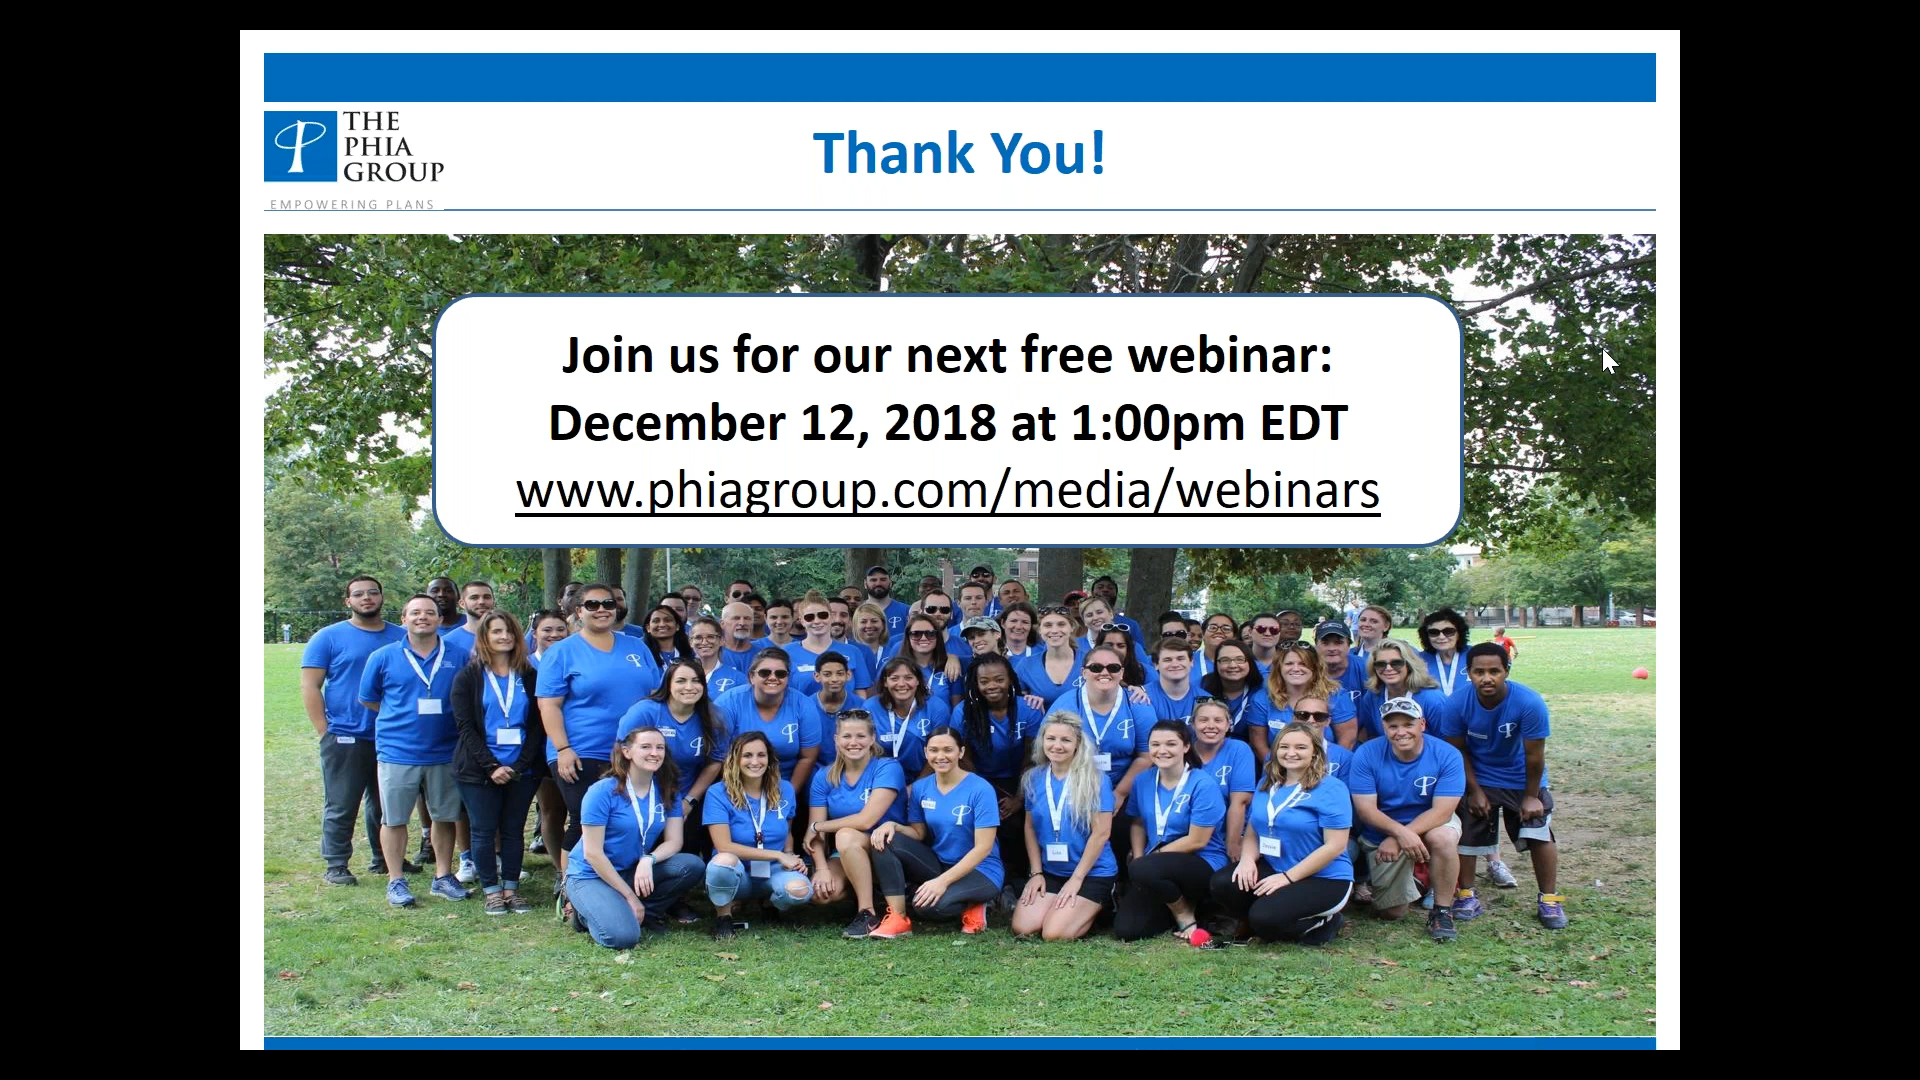 THE
PHIA
GROUP
EMPOWERING PLANS
Thank You!
Join us for our next free webinar:
December 12, 2018 at 1:00pm EDT
www.phiagroup.com/media/webinars